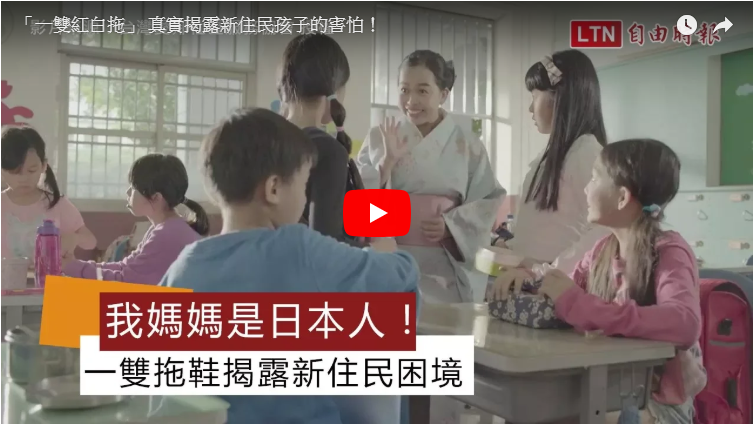 「一雙紅白拖」 真實揭露新住民孩子的害怕！
LTN 自由時報
我媽媽是日本人！
一雙拖鞋揭露新住民困境